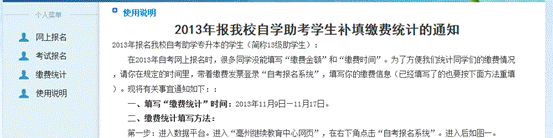 个人菜单
网上报名
考试报名
缴费统计
使用说明
使用说明
2013年报我校自学助考学生补填缴费统计的通知
2013年报名我校自考助学专升本的学生（简称13级助学生）：
在2013年自考网上报名时，很多同学没能填写“缴费金额”和“缴费时间”。为了方便我们统计同学们的缴费情况
，请你在规定的时间里，带着缴费发票登录“自考报名系统”，填写你的缴费信息（已经填写了的也要按下面方法重填
）。现将有关事宜通知如下：：
一、填写“缴费统计”时间：2013年11月9日—11月17日。
二、缴费统计填写方法：
第一步：进入数据平台。进入“亳州继续教育中心网页”，在右下角点击“自考报名系统”。进入后如图一。